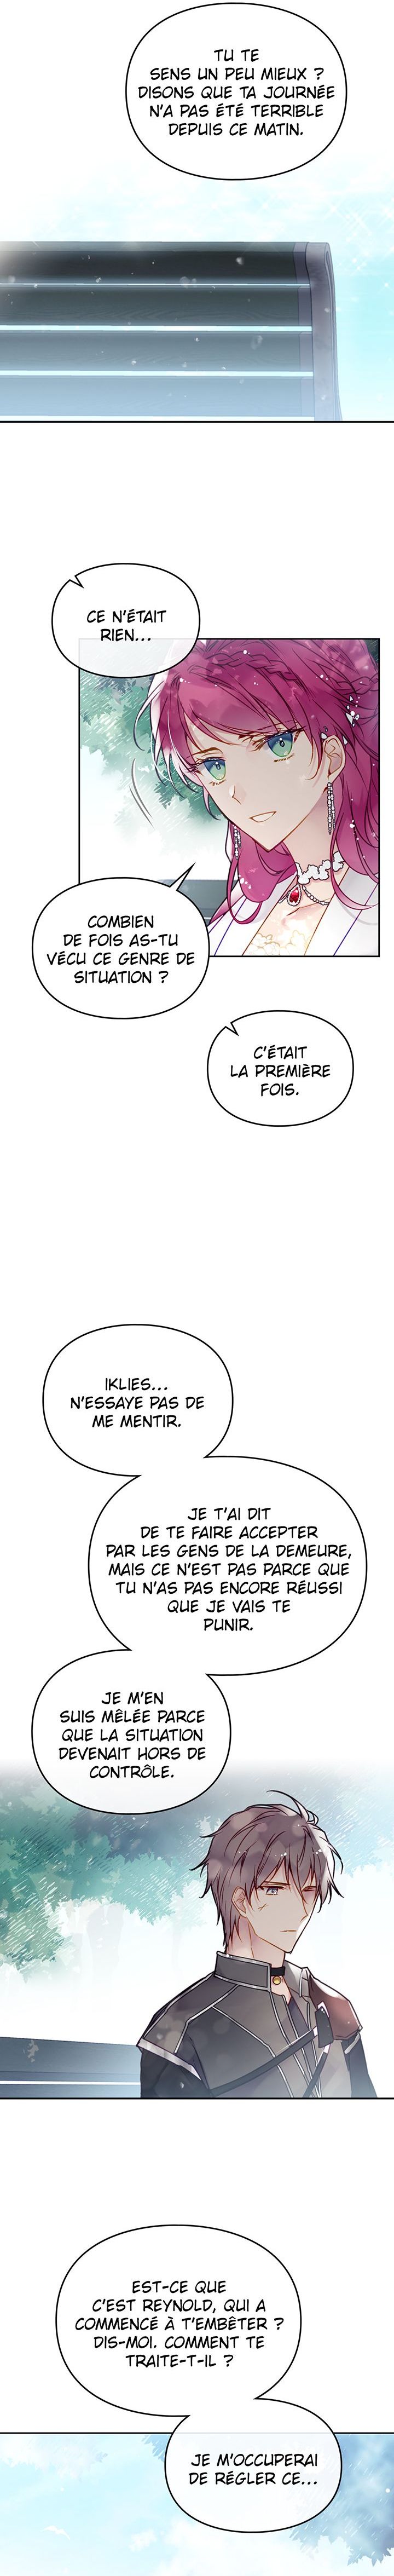 TU TE
SENS UN PEU MIEUX ?
DISONS QUE TA JOURNÉE
N'A PAS ÉTÉ TERRIBLE
DEPUIS CE MATIN.
CE N'ÉTAIT
RIEN...
COMBIEN
DE FOIS AS-TU
VÉCU CE GENRE DE
SITUATION ?
C'ÉTAIT
LA PREMIÈRE
FOIS.
IKLIES...
N'ESSAYE PAS DE
ME MENTIR.
JE T'AI DIT
DE TE FAIRE ACCEPTER
PAR LES GENS DE LA DEMEURE,
MAIS CE N'EST PAS PARCE QUE
TU N'AS PAS ENCORE RÉUSSI
QUE JE VAIS TE
PUNIR.
JE M'EN
SUIS MÊLÉE PARCE
QUE LA SITUATION
DEVENAIT HORS DE
CONTRÔLE.
EST-CE QUE
C'EST REYNOLD, QUI A
COMMENCÉ À T'EMBÊTER ?
DIS-MOI. COMMENT TE
TRAITE-T-IL ?
JE M'OCCUPERAI
DE RÉGLER CE...